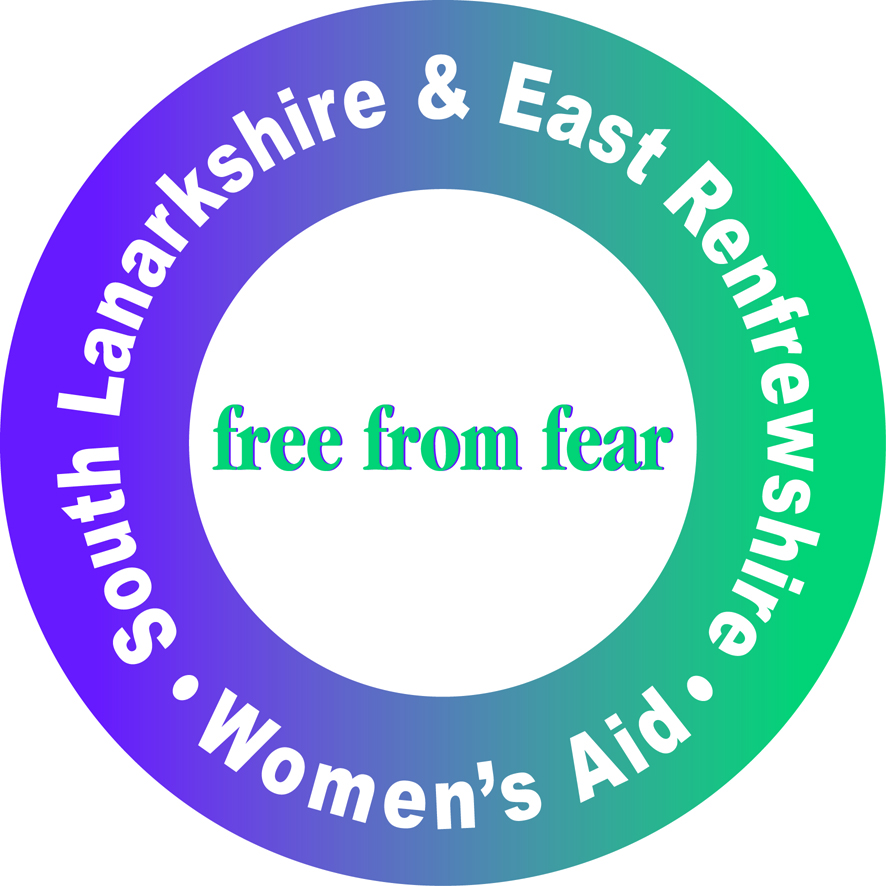 South Lanarkshire & East Renfrewshire
free from fear
• Women’s Aid •